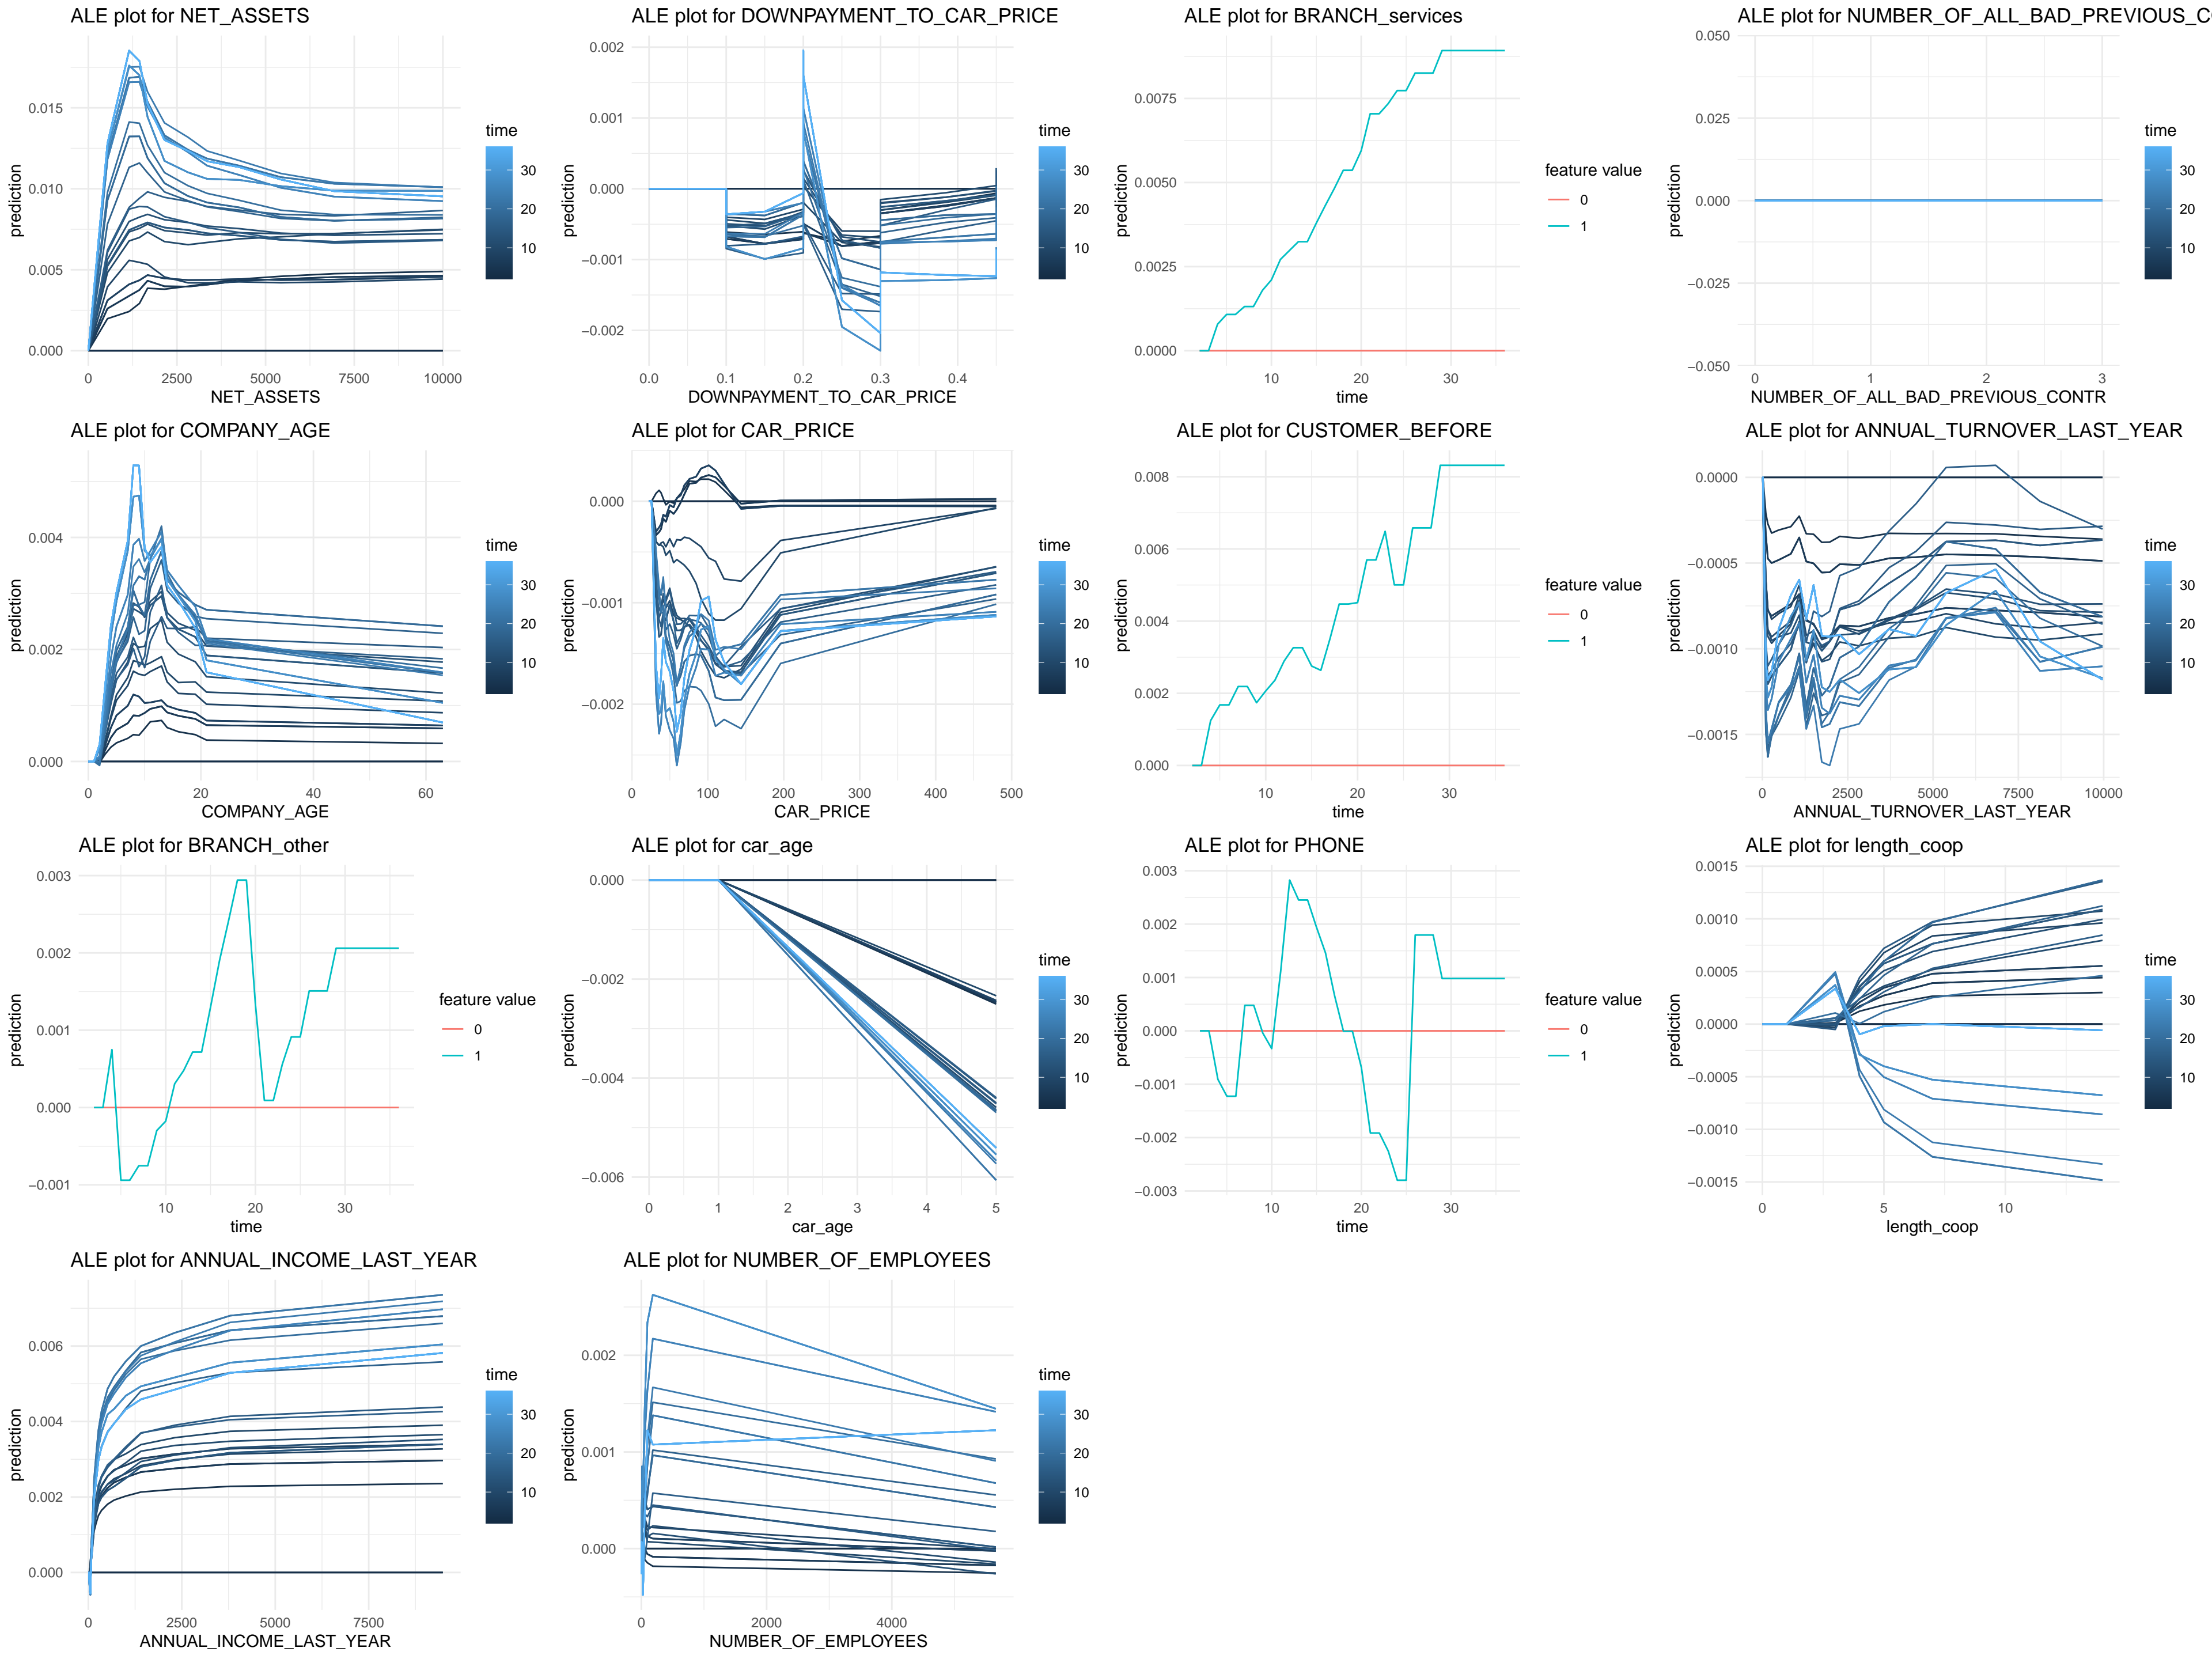 ALE plot for NET_ASSETS
prediction
0.015
0.010
0.005
0.000
0
2500
5000
7500
10000
NET_ASSETS
time
30
20
10
ALE plot for DOWNPAYMENT_TO_CAR_PRICE
prediction
0.002
0.001
0.000
−0.001
−0.002
0.0
0.1
0.2
0.3
0.4
DOWNPAYMENT_TO_CAR_PRICE
time
30
20
10
ALE plot for BRANCH_services
prediction
0.0075
0.0050
0.0025
0.0000
10
20
30
time
feature value
0
1
ALE plot for NUMBER_OF_ALL_BAD_PREVIOUS_C
prediction
0.050
0.025
0.000
−0.025
−0.050
0
1
2
3
NUMBER_OF_ALL_BAD_PREVIOUS_CONTR
time
30
20
10
ALE plot for COMPANY_AGE
prediction
0.004
0.002
0.000
0
20
40
60
COMPANY_AGE
time
30
20
10
ALE plot for CAR_PRICE
prediction
0.000
−0.001
−0.002
0
100
200
300
400
500
CAR_PRICE
time
30
20
10
ALE plot for CUSTOMER_BEFORE
prediction
0.008
0.006
0.004
0.002
0.000
10
20
30
time
feature value
0
1
ALE plot for ANNUAL_TURNOVER_LAST_YEAR
prediction
0.0000
−0.0005
−0.0010
−0.0015
0
2500
5000
7500
10000
ANNUAL_TURNOVER_LAST_YEAR
time
30
20
10
ALE plot for BRANCH_other
prediction
0.003
0.002
0.001
0.000
−0.001
10
20
30
time
feature value
0
1
ALE plot for car_age
prediction
0.000
−0.002
−0.004
−0.006
0
1
2
3
4
5
car_age
time
30
20
10
ALE plot for PHONE
prediction
0.003
0.002
0.001
0.000
−0.001
−0.002
−0.003
10
20
30
time
feature value
0
1
ALE plot for length_coop
prediction
0.0015
0.0010
0.0005
0.0000
−0.0005
−0.0010
−0.0015
0
5
10
length_coop
time
30
20
10
ALE plot for ANNUAL_INCOME_LAST_YEAR
prediction
0.006
0.004
0.002
0.000
0
2500
5000
7500
ANNUAL_INCOME_LAST_YEAR
time
30
20
10
ALE plot for NUMBER_OF_EMPLOYEES
prediction
0.002
0.001
0.000
0
2000
4000
NUMBER_OF_EMPLOYEES
time
30
20
10